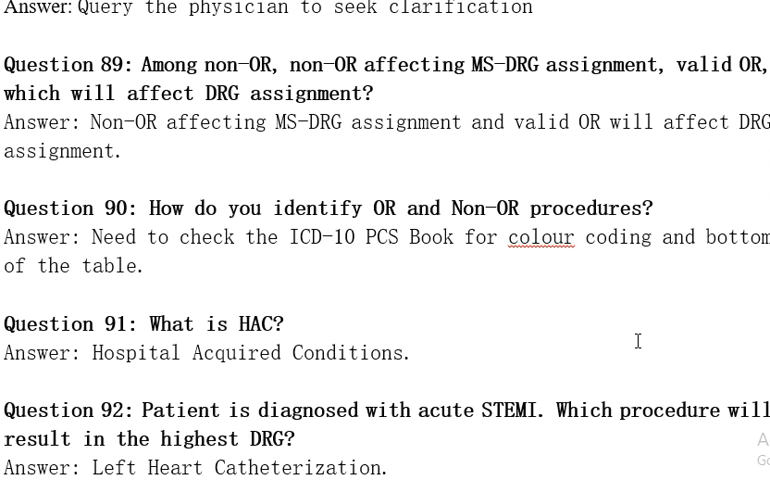 Answer: Query the physician to seek clarification
Question 89: Among non-OR, non-OR affecting MS-DRG assignment, valid OR,
which will affect DRG assignment?
Answer: Non-OR affecting MS-DRG assignment and valid OR will affect DRG
assignment.
Question 90: How do you identify OR and Non-OR procedures?
Answer: Need to check the ICD-10 PCS Book for colour coding and bottom
of the table.
Question 91: What is HAC?
Answer: Hospital Acquired Conditions.
Question 92: Patient is diagnosed with acute STEMI. Which procedure will
result in the highest DRG?
Answer: Left Heart Catheterization.